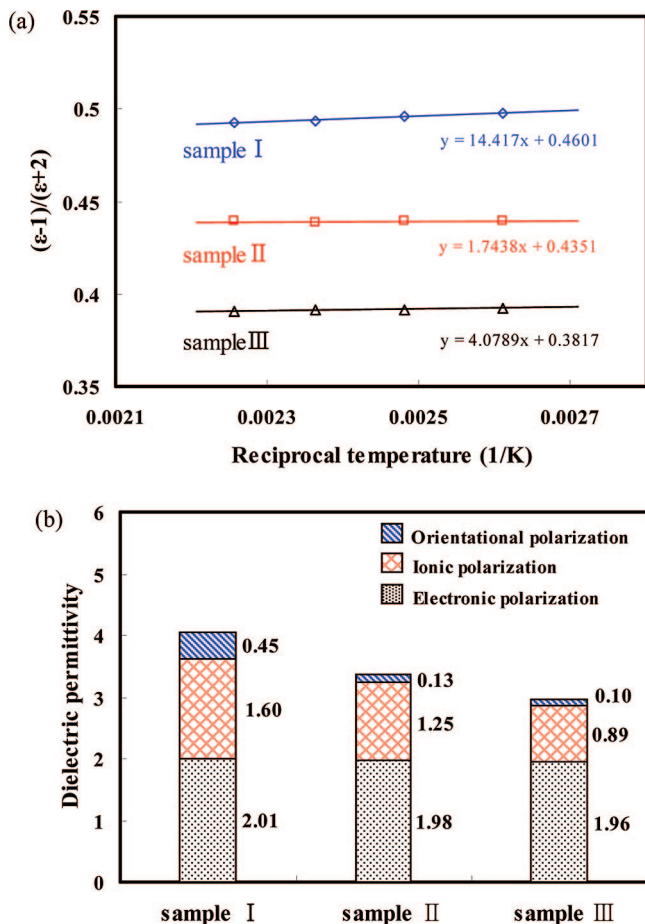 (a)
0.55
0.5
0.45
0.4
0.35
(ε-1)/(ε+2)
sample Ⅰ
y = 14.417x + 0.4601
sample Ⅱ
y = 1.7438x + 0.4351
sampleⅢ
y = 4.0789x + 0.3817
0.0021 0.0023 0.0025 0.0027
Reciprocal temperature (1/K)
(b)
6
5
4
3
2
1
0
Dielectric permittivity
Orientational polarization
Ionic polarization
Electronic polarization
0.45
1.60
2.01
0.13
1.25
1.98
0.10
0.89
1.96
sample Ⅰ sample Ⅱ sample Ⅲ